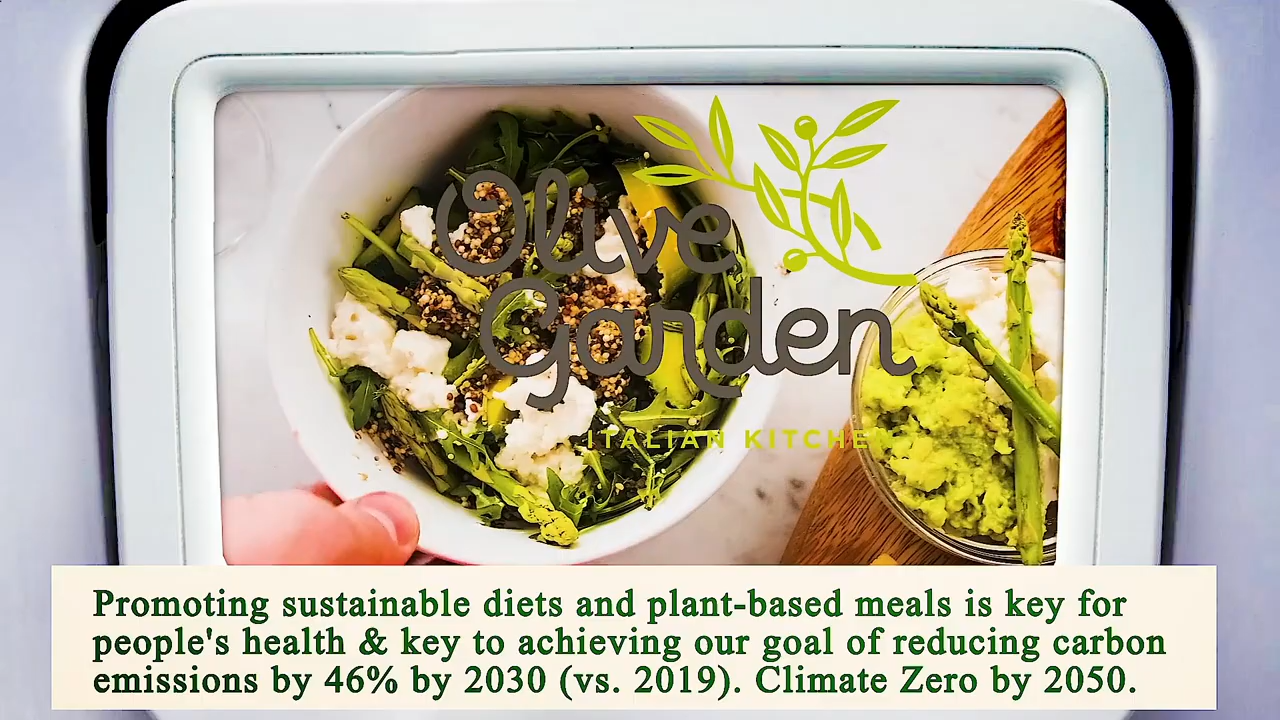 Olive
Garden
ITALIAN KITCHEN
Promoting sustainable diets and plant-based meals is key for
people's health & key to achieving our goal of reducing carbon
emissions by 46% by 2030 (vs. 2019). Climate Zero by 2050.